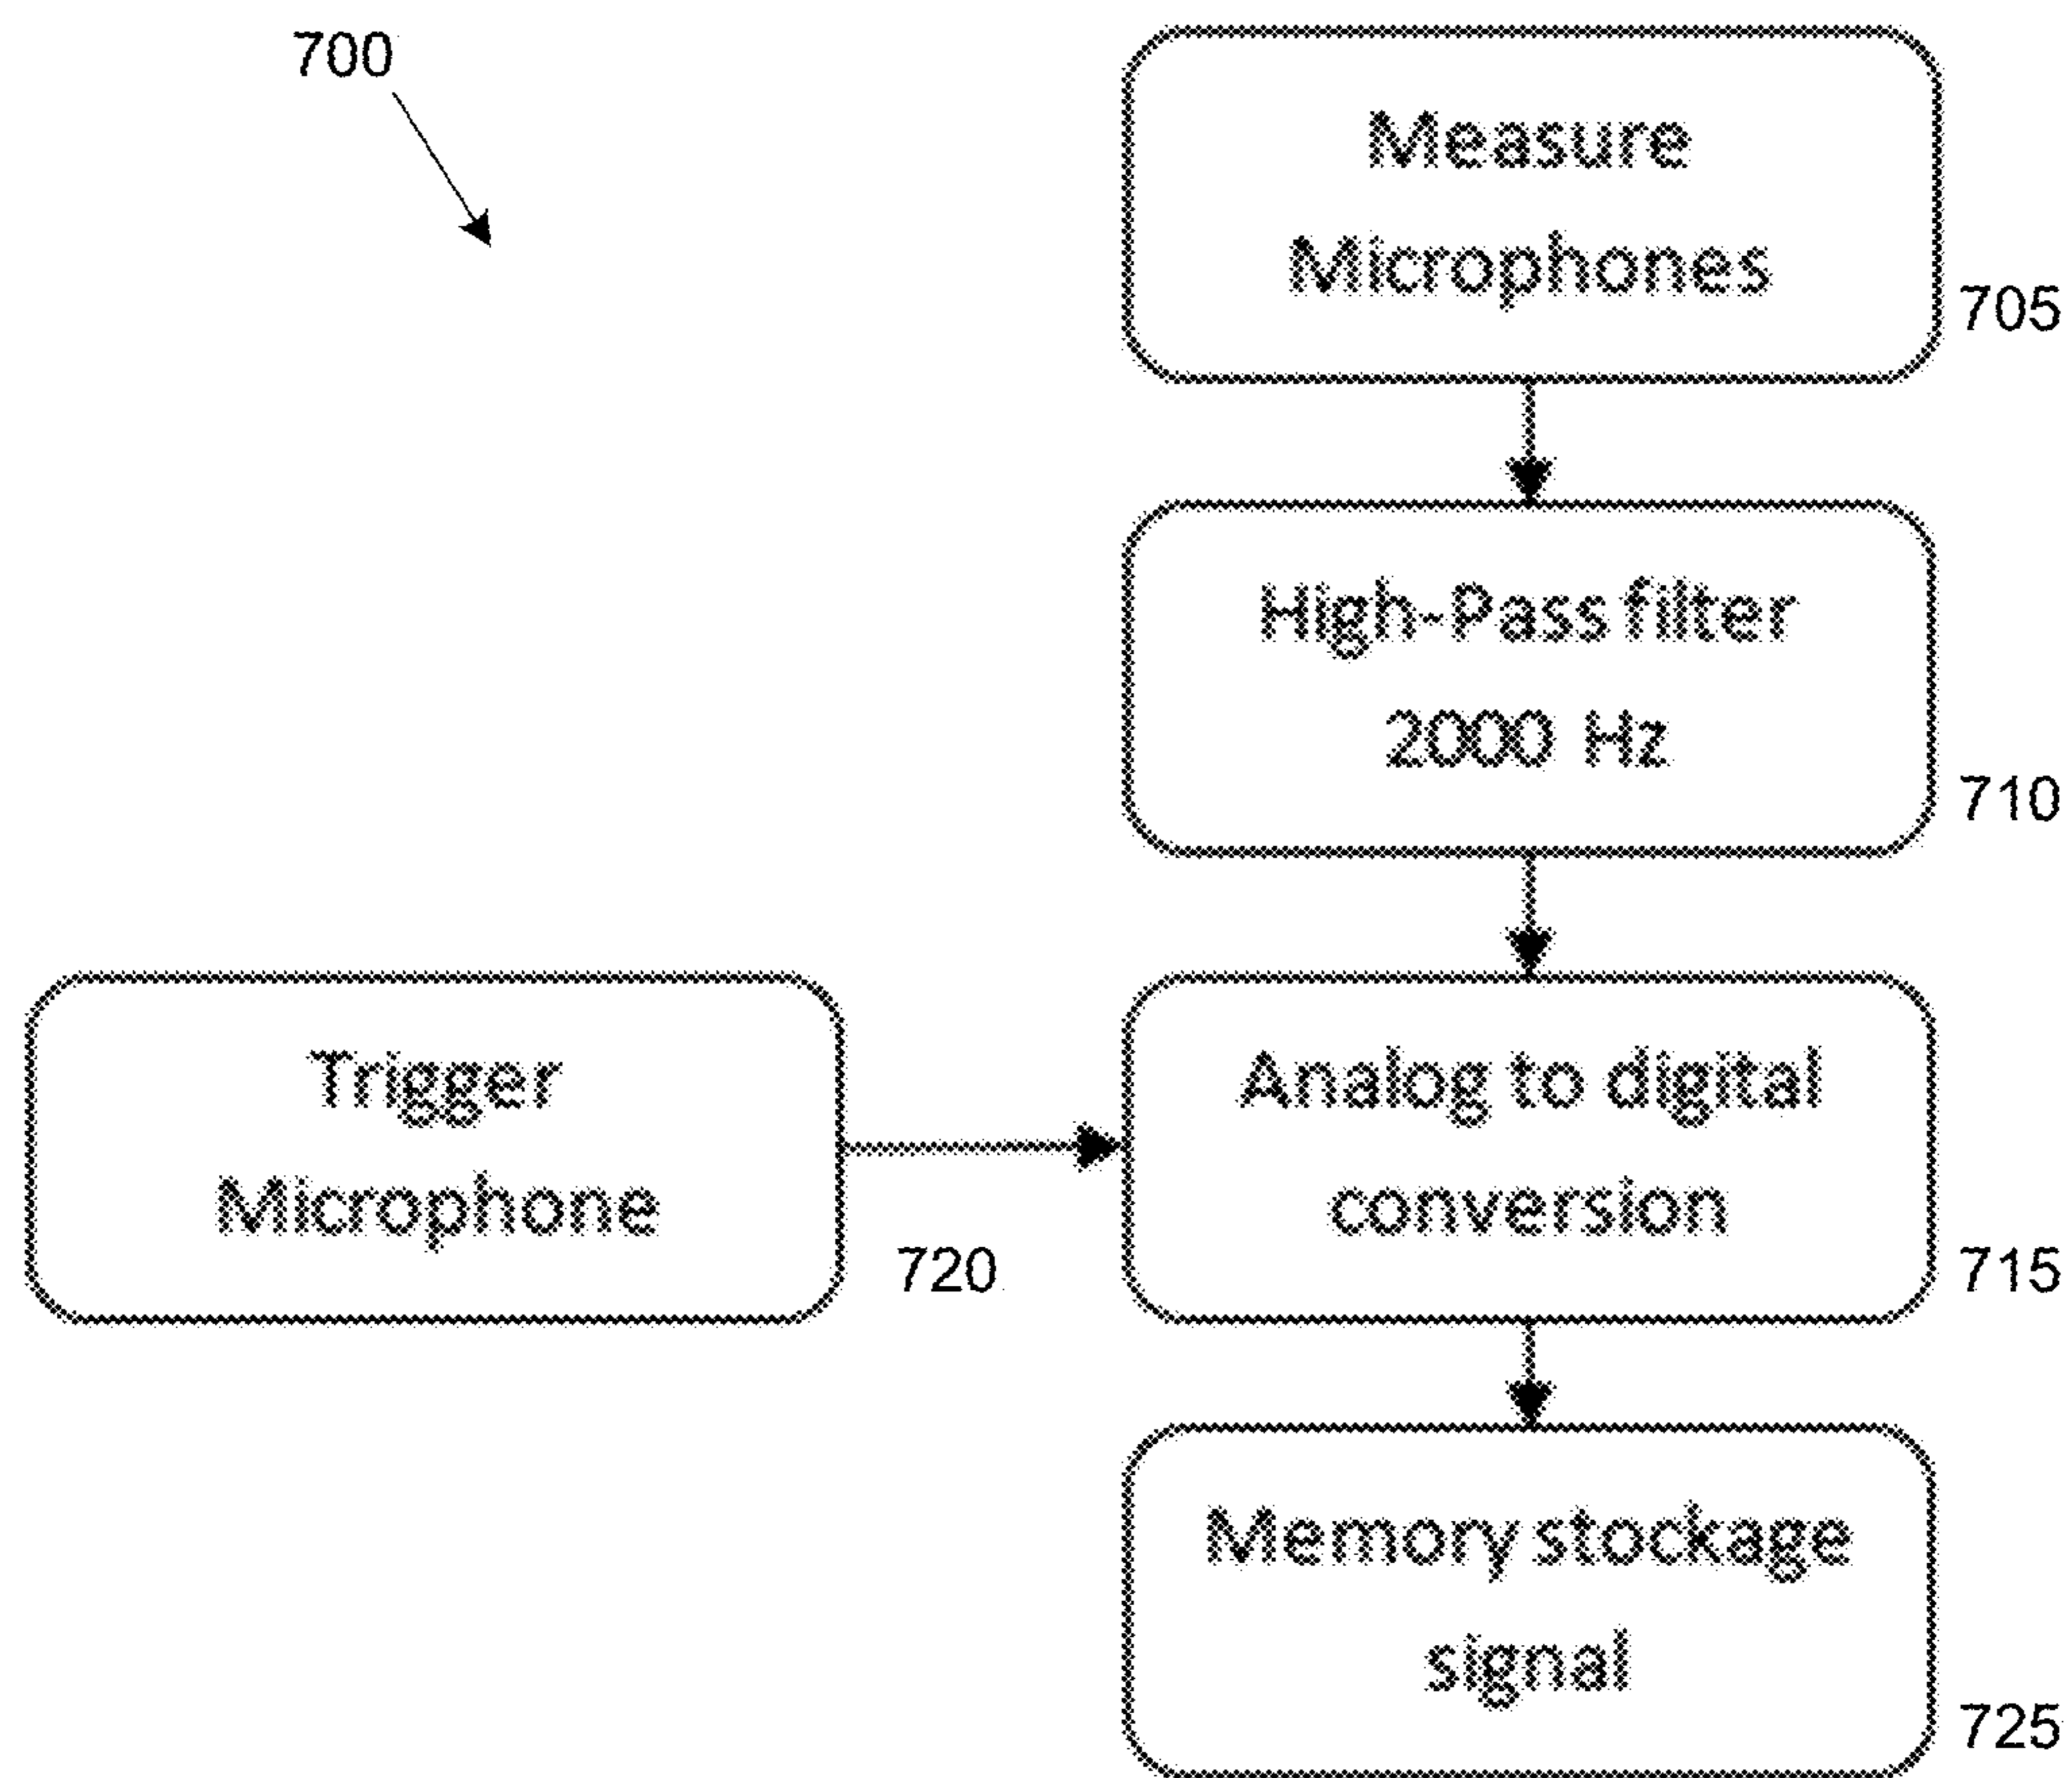 700
Measure
Microphones
705
High-Pass filter
2000 Hz
710
Trigger
Microphone
720
Analog to digital
conversion
715
Memory stockage
signal
725